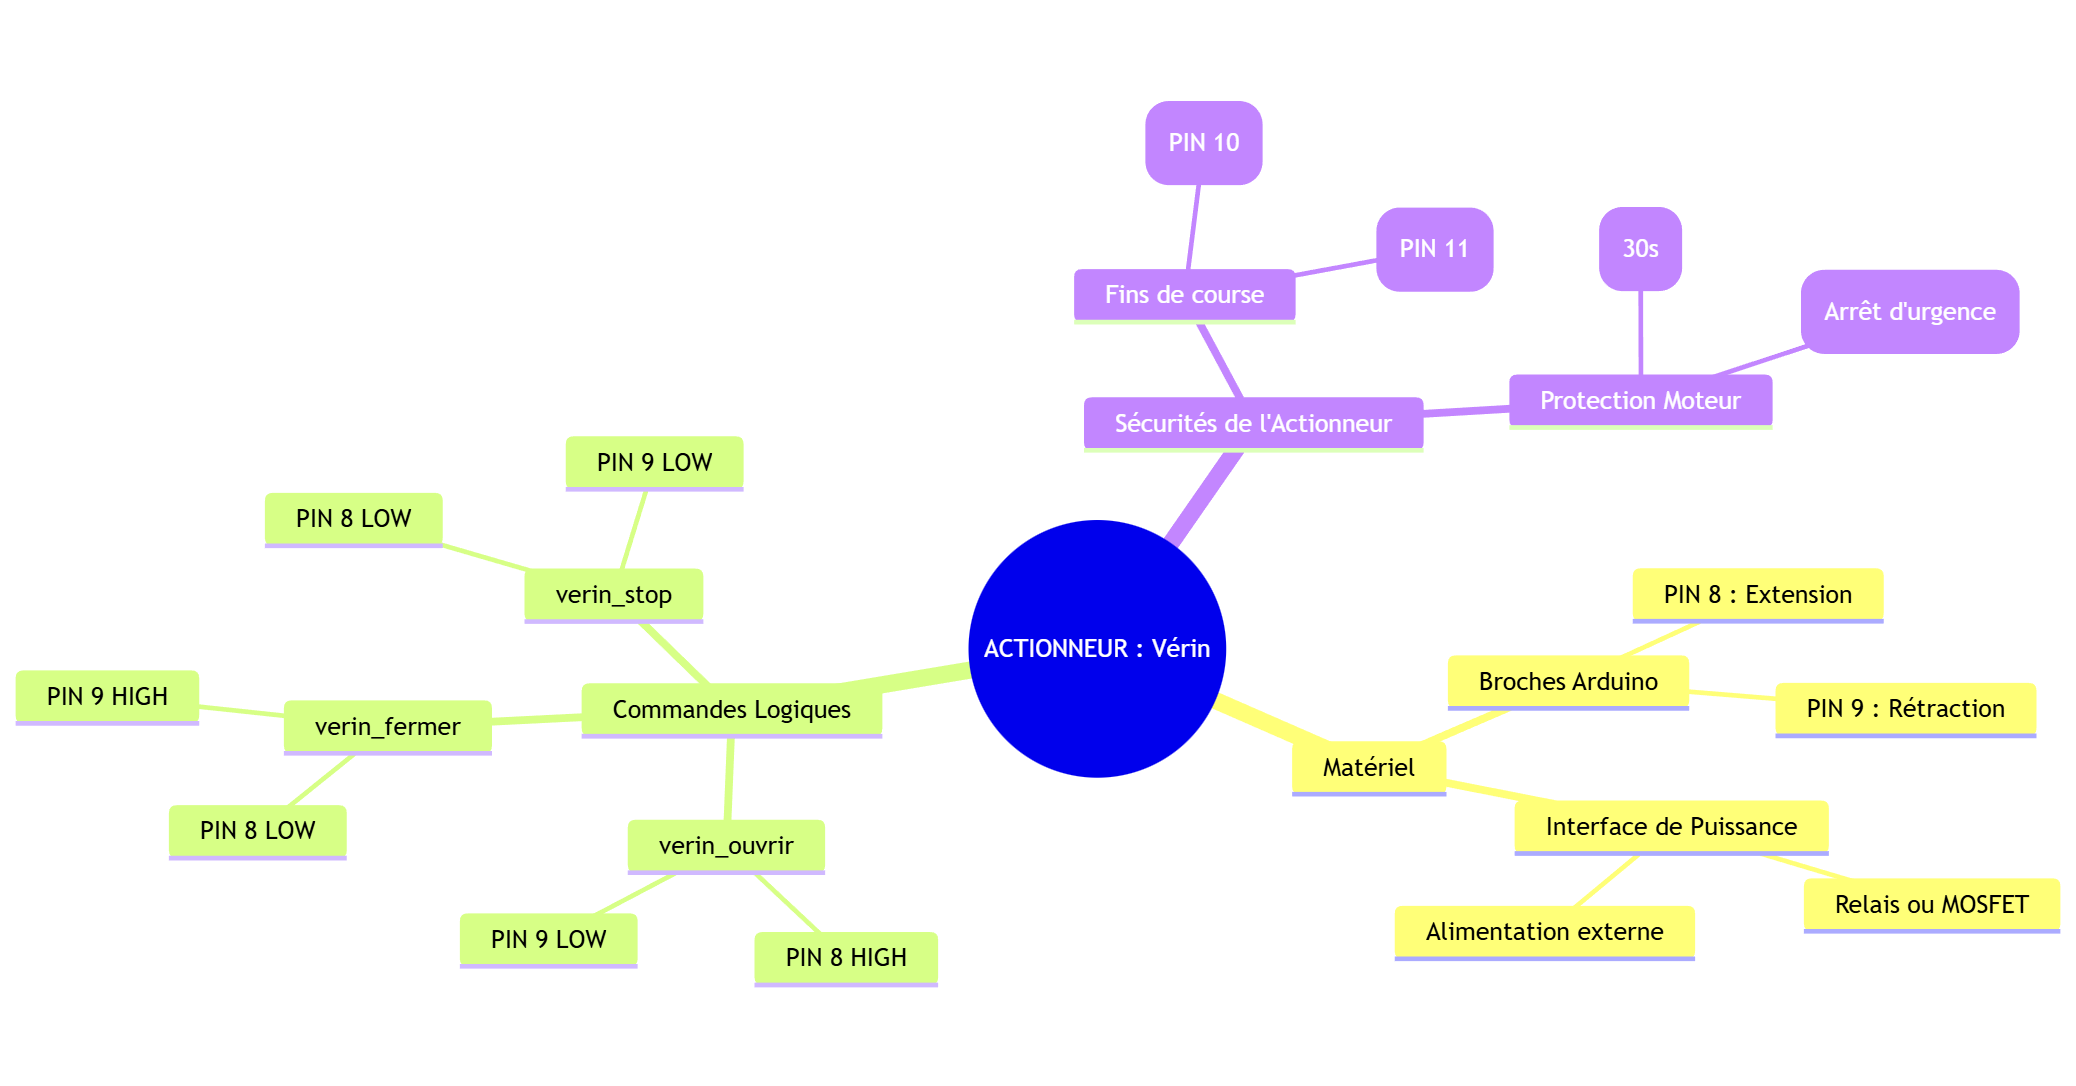 PIN 10
PIN 11
30s
Arrêt d'urgence
Fins de course
Protection Moteur
Sécurités de l'Actionneur
PIN 9 LOW
PIN 8 LOW
verin_stop
PIN 9 HIGH
verin_fermer
Commandes Logiques
PIN 8 LOW
verin_ouvrir
PIN 9 LOW
PIN 8 HIGH
ACTIONNEUR : Vérin
PIN 8 : Extension
Broches Arduino
PIN 9 : Rétraction
Matériel
Interface de Puissance
Relais ou MOSFET
Alimentation externe